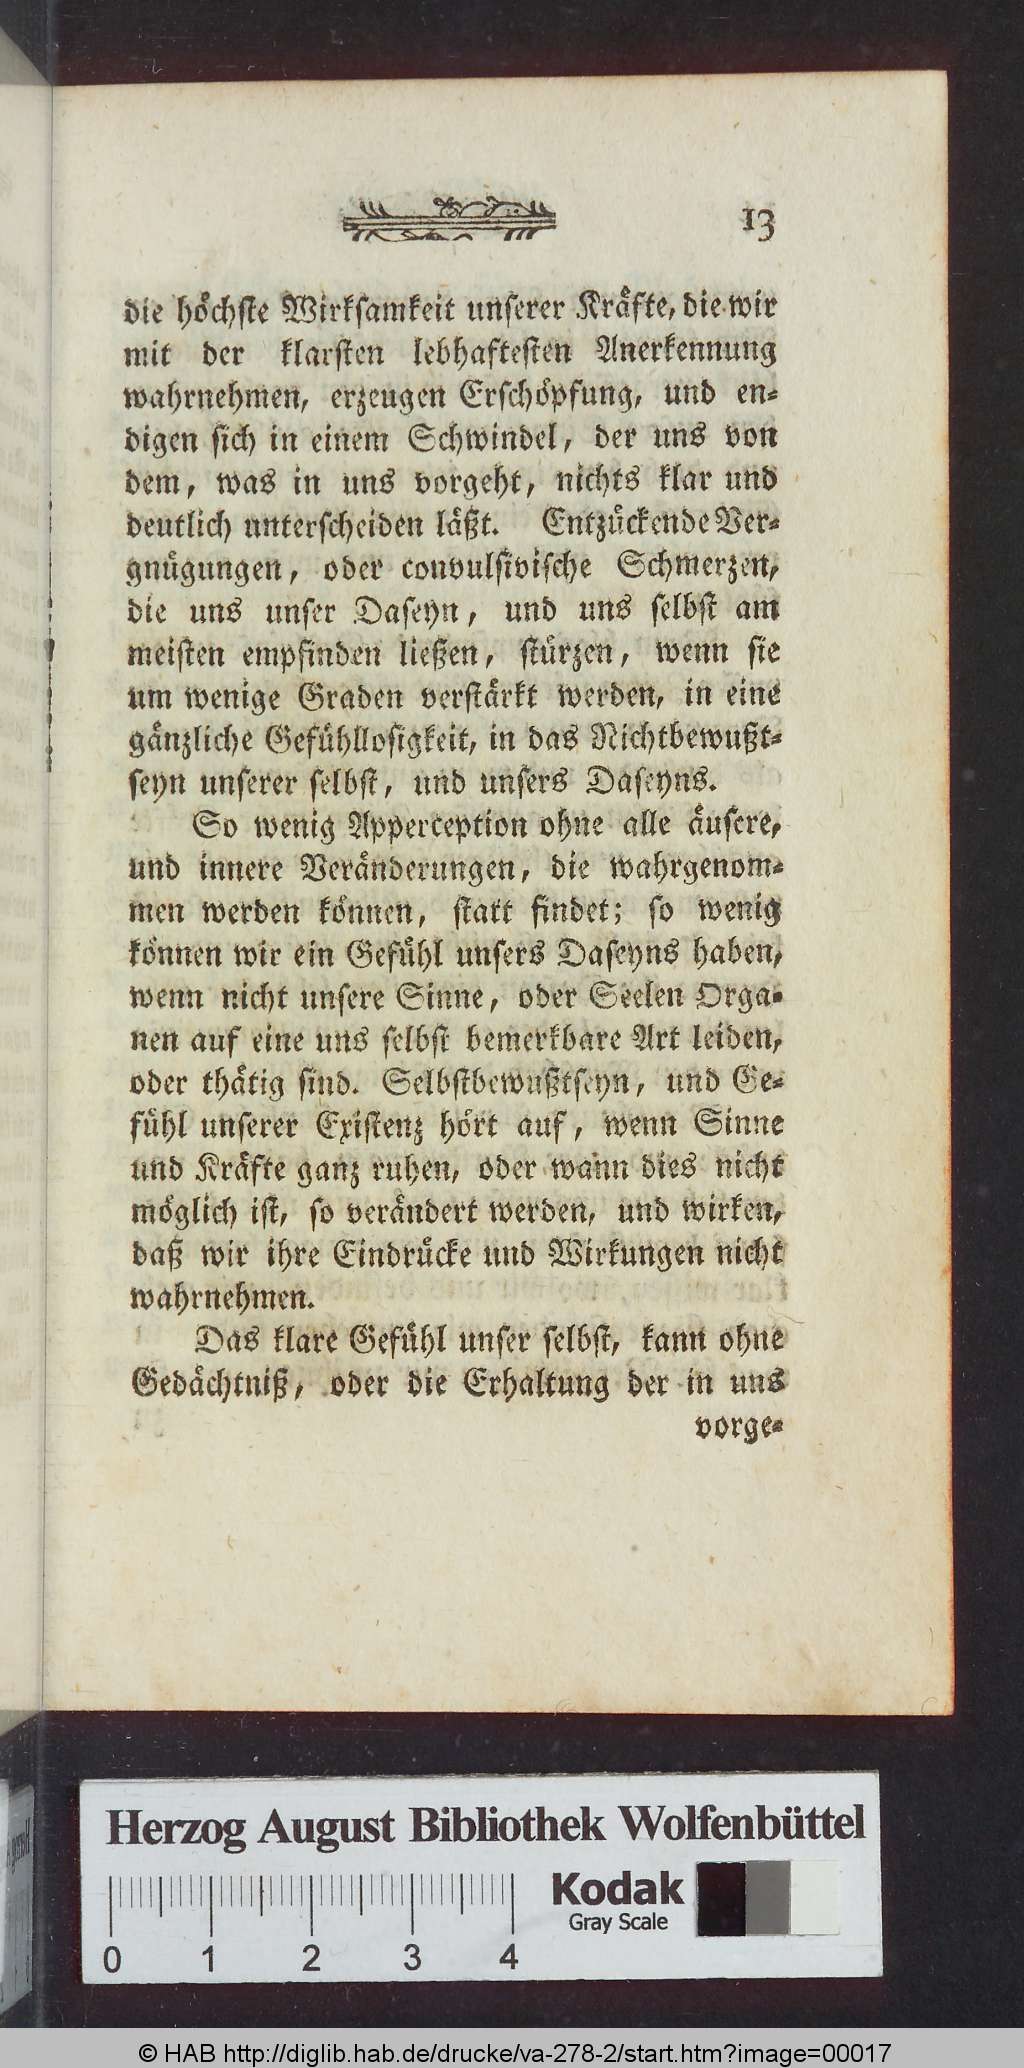 13
die höchste Wirksamkeit unserer Kräfte, die wir
mit der klarsten lebhaftesten Anerkennung
wahrnehmen, erzeugen Erschöpfung, und en-
digen sich in einem Schwindel, der uns von
dem, was in uns vorgeht, nichts klar und
deutlich unterscheiden läßt. Entzückende Ver-
gnügungen, oder convulsivische Schmerzen,
die uns unser Daseyn, und uns selbst am
meisten empfinden ließen, stürzen, wenn sie
um wenige Graden verstärkt werden, in eine
gänzliche Gefühllosigkeit, in das Nichtbewußt-
seyn unserer selbst, und unsers Daseyns.
So wenig Apperception ohne alle äusere,
und innere Veränderungen, die wahrgenom-
men werden können, statt findet; so wenig
können wir ein Gefühl unsers Daseyns haben,
wenn nicht unsere Sinne, oder Seelen Orga-
nen auf eine uns selbst bemerkbare Art leiden,
oder thätig sind. Selbstbewußtseyn, und Ge-
fühl unserer Existenz hört auf, wenn Sinne
und Kräfte ganz ruhen, oder wann dies nicht
möglich ist, so verändert werden, und wirken,
daß wir ihre Eindrücke und Wirkungen nicht
wahrnehmen.
Das klare Gefühl unser selbst, kann ohne
Gedächtniß, oder die Erhaltung der in uns
vorge-
Herzog August Bibliothek Wolfenbüttel
Kodak
Gray Scale
0 1 2 3 4
© HAB http://diglib.hab.de/drucke/va-278-2/start.htm?image=00017